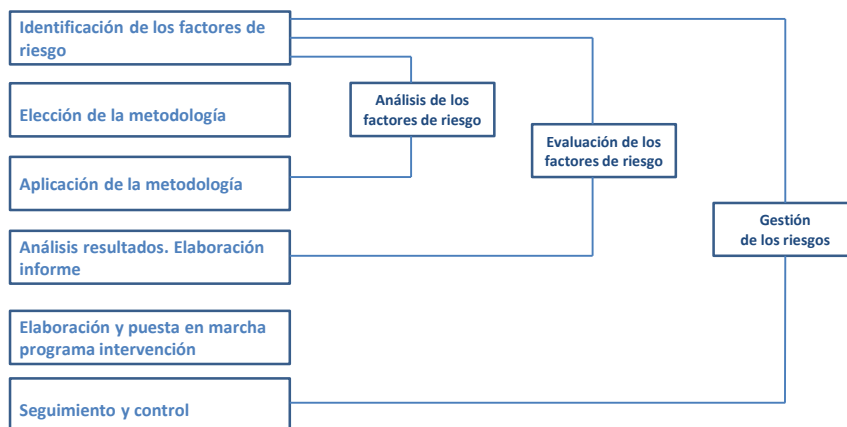 Identificación de los factores de
riesgo
Elección de la metodología
Análisis de los
factores de riesgo
Evaluación de los
factores de riesgo
Aplicación de la metodología
Gestión
de los riesgos
Análisis resultados. Elaboración
informe
Elaboración y puesta en marcha
programa intervención
Seguimiento y control